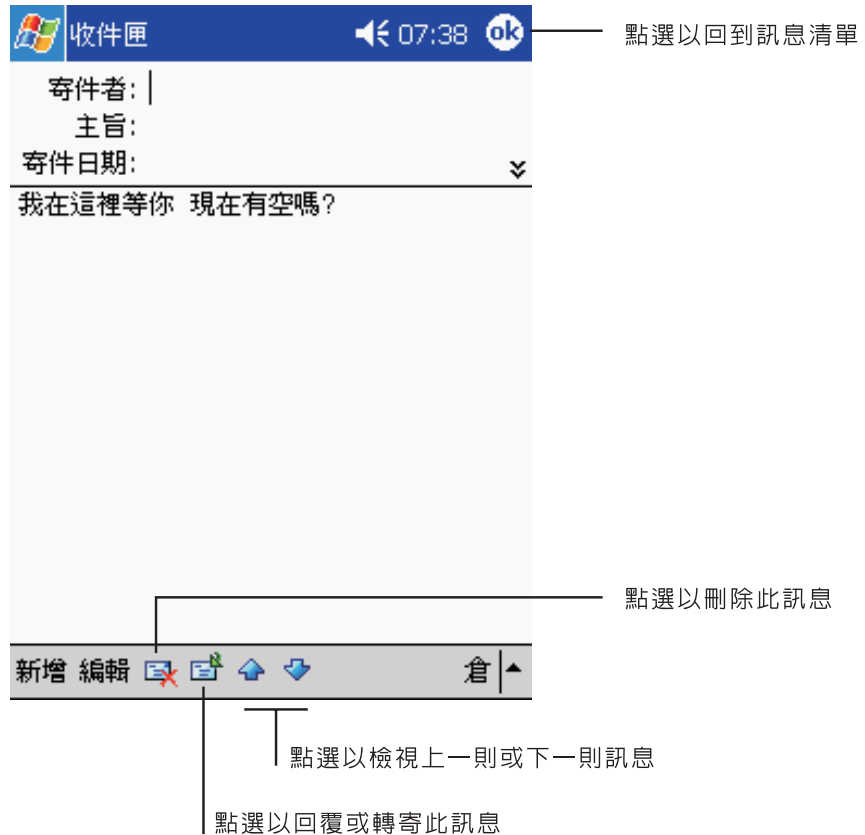 收件匣 07:38 ok
點選以回到訊息清單
寄件者:
主旨:
寄件日期:
我在這裡等你 現在有空嗎?
點選以刪除此訊息
新增 編輯 倉
點選以檢視上一則或下一則訊息
點選以回覆或轉寄此訊息